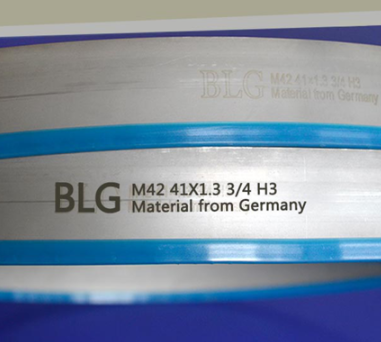 BLG M42 41x1.3 3/4 H3
Material from Germany
BLG M42 41X1.3 3/4 H3
Material from Germany